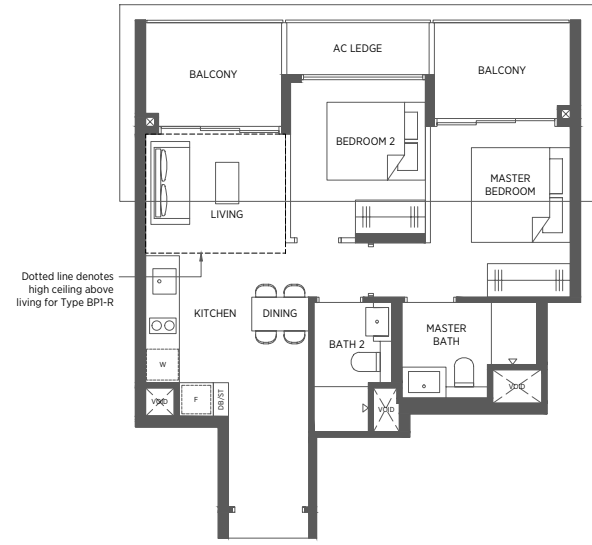 AC LEDGE
BALCONY
BALCONY
BEDROOM 2
MASTER
BEDROOM
LIVING
Dotted line denotes
high ceiling above
living for Type BP1-R
KITCHEN
DINING
BATH 2
MASTER
BATH
W
F
DB/ST
VOID
VOID
VOID